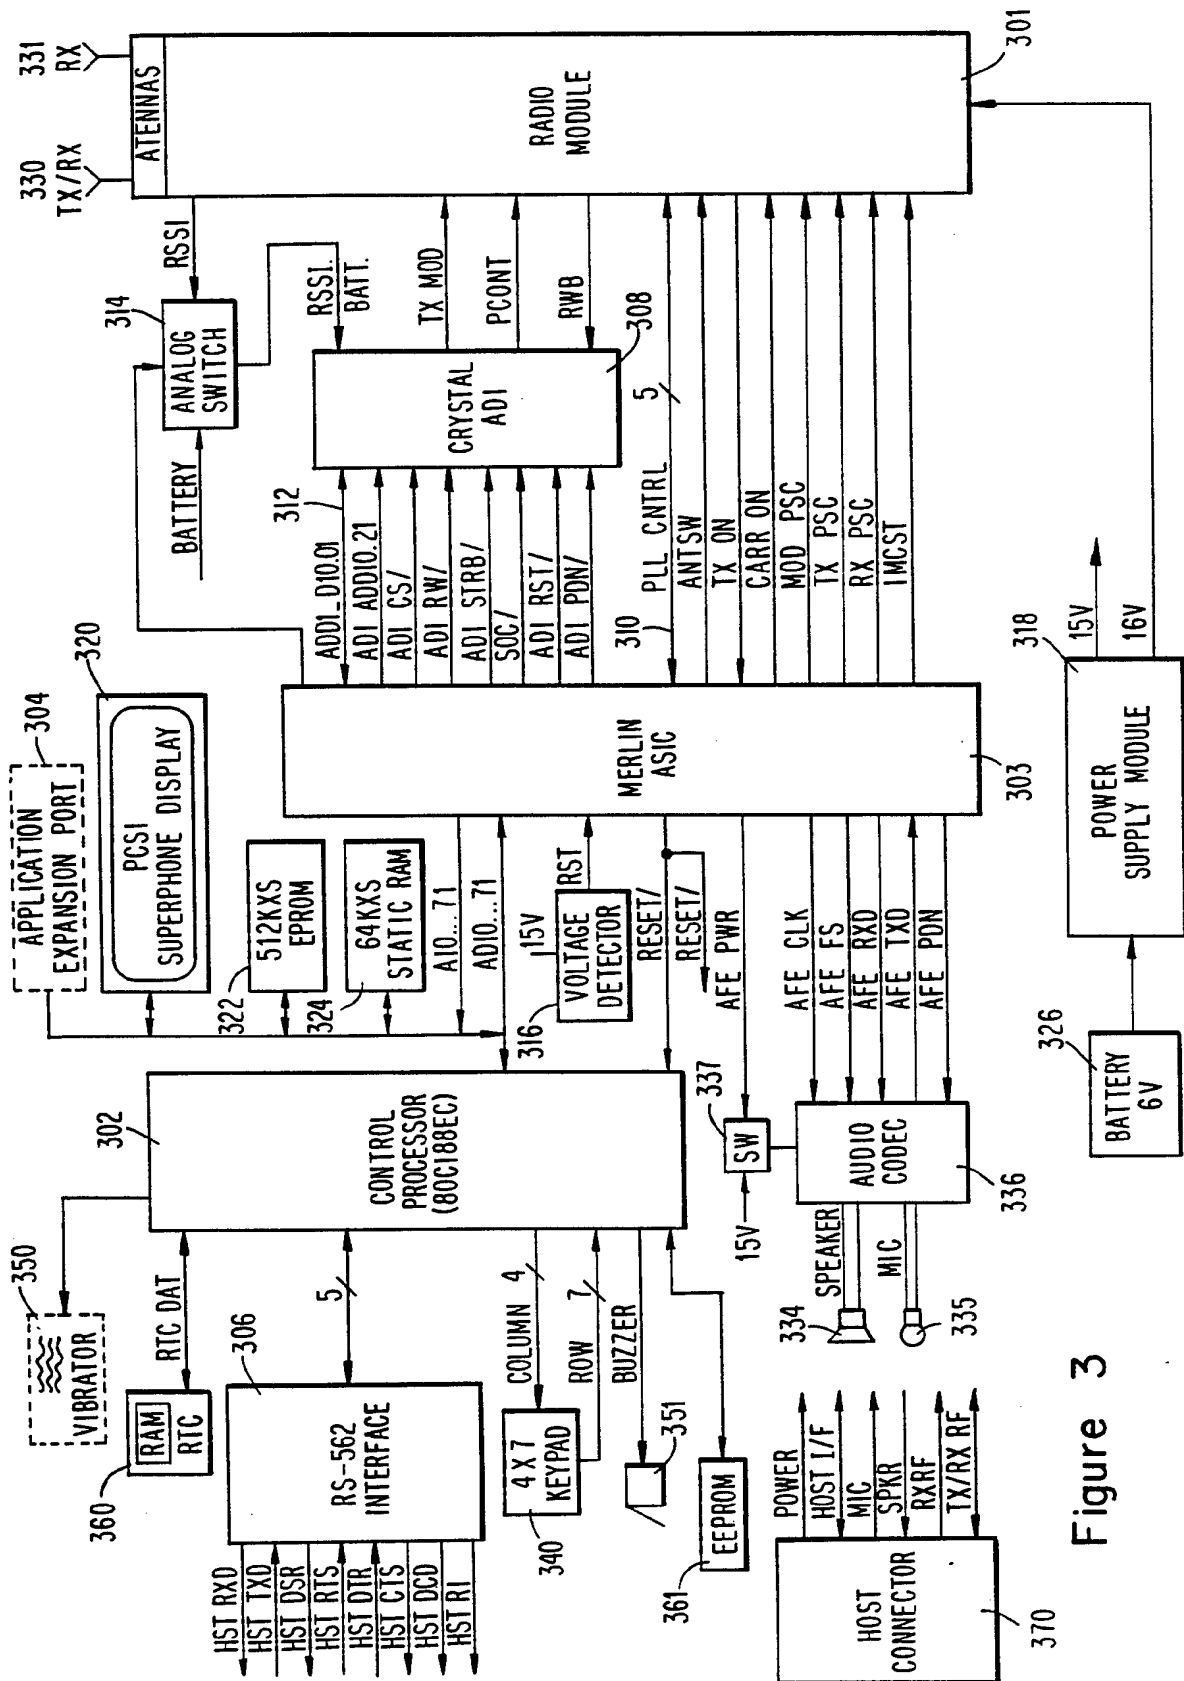 331
RX
330
TX/RX
ATENNAS
RADIO
MODULE
301
RSSI
314
ANALOG
SWITCH
BATTERY
RSSI.
BATT.
TX MOD
PCONT
RWB
CRYSTAL
ADI
308
312
ADDI_D10.01
ADI ADD10.21
ADI CS/
ADI RW/
ADI STRB/
SOC/
ADI RST/
ADI PDN/
5
310
PLL CNTRL
ANTSW
TX ON
CARR ON
MOD PSC
TX PSC
RX PSC
IMCST
304
APPLICATION
EXPANSION PORT
320
PCSI
SUPERPHONE DISPLAY
322
512KXS
EPROM
324
64KXS
STATIC RAM
AI0...71
ADI0...71
MERLIN
ASIC
303
15V
316
VOLTAGE
DETECTOR
RST
RESET/
RESET/
AFE PWR
AFE CLK
AFE FS
AFE RXD
AFE TXD
AFE PDN
318
POWER
SUPPLY MODULE
15V
16V
326
BATTERY
6V
302
CONTROL
PROCESSOR
(80C188EC)
337
SW
15V
AUDIO
CODEC
336
SPEAKER
334
MIC
335
350
VIBRATOR
RTC DAT
360
RAM
RTC
306
5
RS-562
INTERFACE
HST RXD
HST TXD
HST DSR
HST RTS
HST DTR
HST CTS
HST DCD
HST RI
COLUMN
4
ROW
7
4 X 7
KEYPAD
340
BUZZER
351
EEPROM
361
POWER
HOST I/F
MIC
SPKR
RXRF
TX/RX RF
HOST
CONNECTOR
370
Figure 3